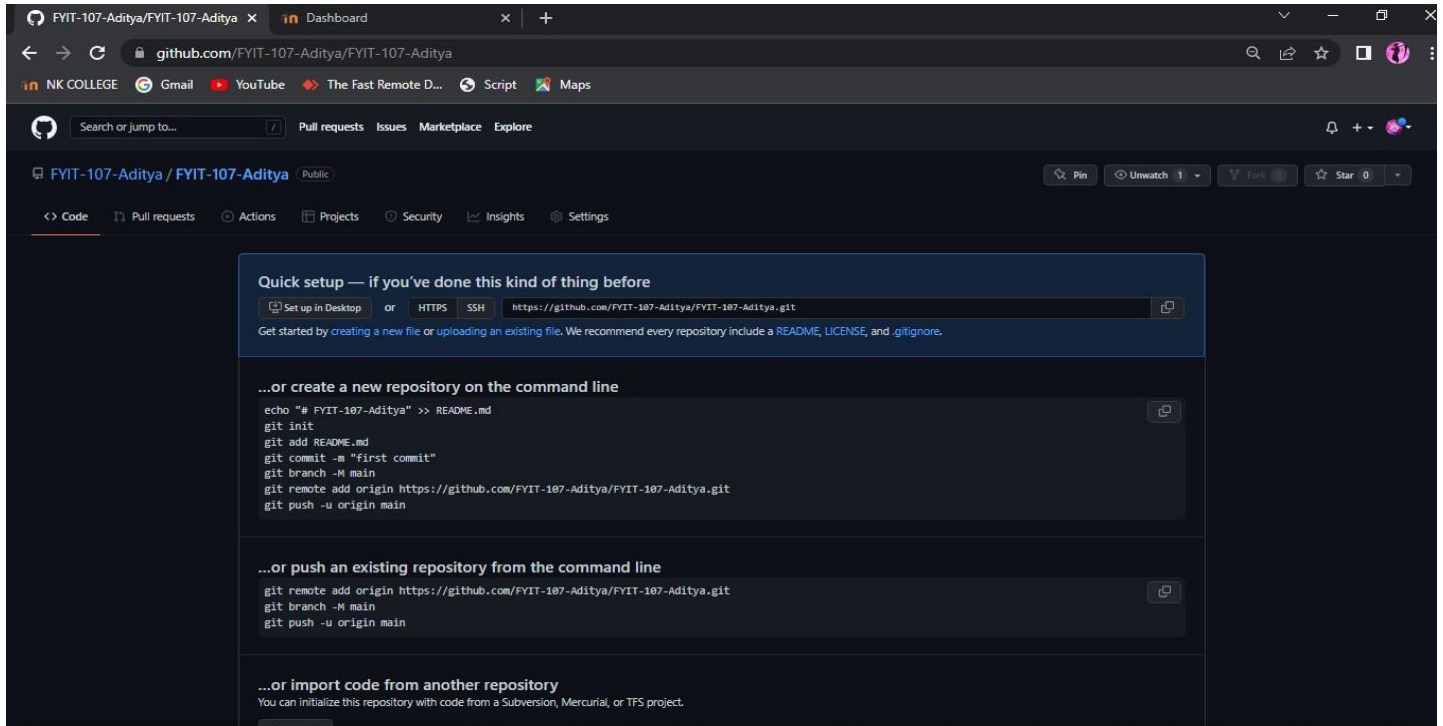 FYIT-107-Aditya/FYIT-107-Aditya
Dashboard
github.com/FYIT-107-Aditya/FYIT-107-Aditya
NK COLLEGE Gmail YouTube The Fast Remote D... Script Maps
Search or jump to... / Pull requests Issues Marketplace Explore
FYIT-107-Aditya / FYIT-107-Aditya Public
Pin Unwatch 1 Fork 0 Star 0
<> Code Pull requests Actions Projects Security Insights Settings
Quick setup — if you've done this kind of thing before
Set up in Desktop or HTTPS SSH https://github.com/FYIT-107-Aditya/FYIT-107-Aditya.git
Get started by creating a new file or uploading an existing file. We recommend every repository include a README, LICENSE, and .gitignore.
...or create a new repository on the command line
echo "# FYIT-107-Aditya" >> README.md
git init
git add README.md
git commit -m "first commit"
git branch -M main
git remote add origin https://github.com/FYIT-107-Aditya/FYIT-107-Aditya.git
git push -u origin main
...or push an existing repository from the command line
git remote add origin https://github.com/FYIT-107-Aditya/FYIT-107-Aditya.git
git branch -M main
git push -u origin main
...or import code from another repository
You can initialize this repository with code from a Subversion, Mercurial, or TFS project.